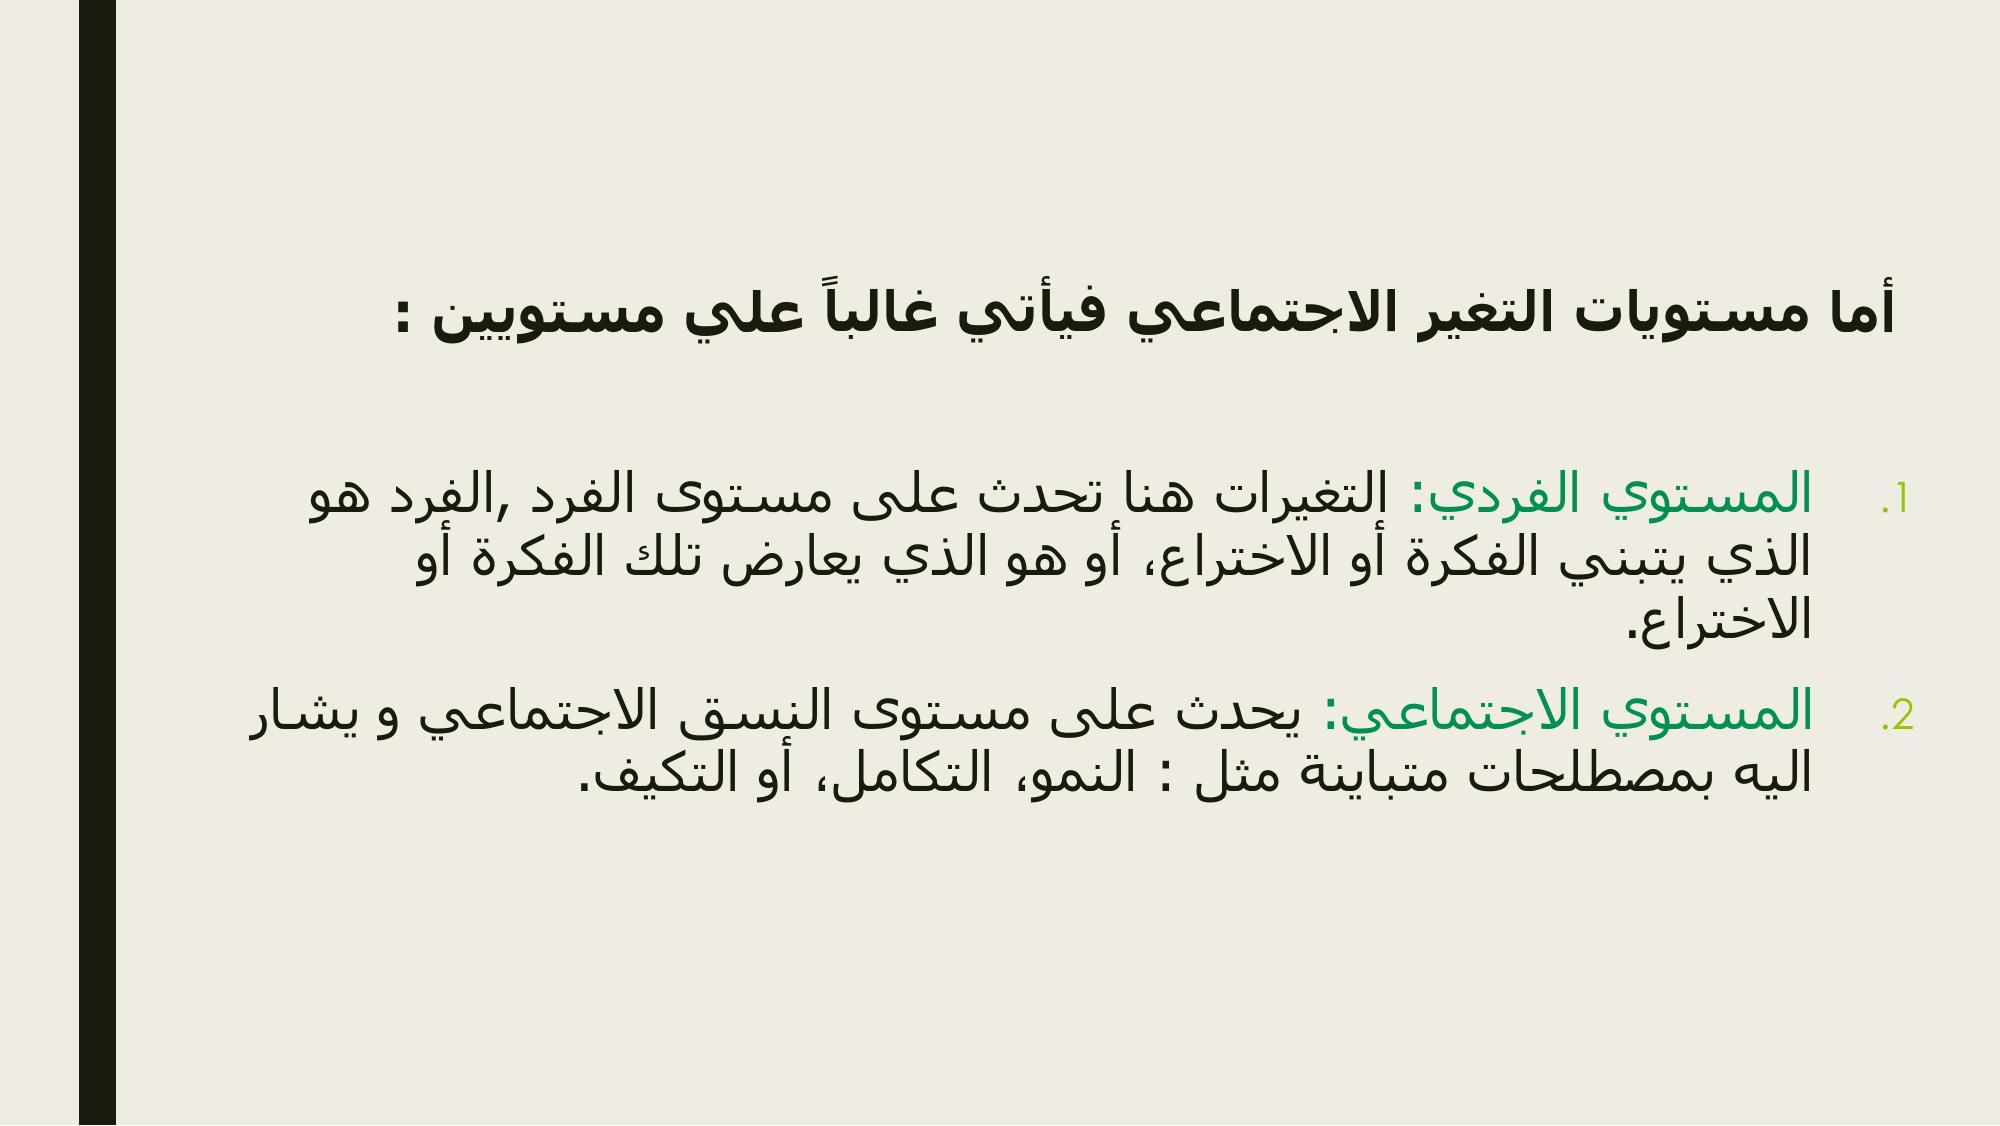 أما مستويات التغير الاجتماعي فيأتي غالباً علي مستويين :
1. المستوي الفردي: التغيرات هنا تحدث على مستوى الفرد ,الفرد هو
الذي يتبني الفكرة أو الاختراع، أو هو الذي يعارض تلك الفكرة أو
الاختراع.
2. المستوي الاجتماعي: يحدث على مستوى النسق الاجتماعي و يشار
اليه بمصطلحات متباينة مثل : النمو، التكامل، أو التكيف.